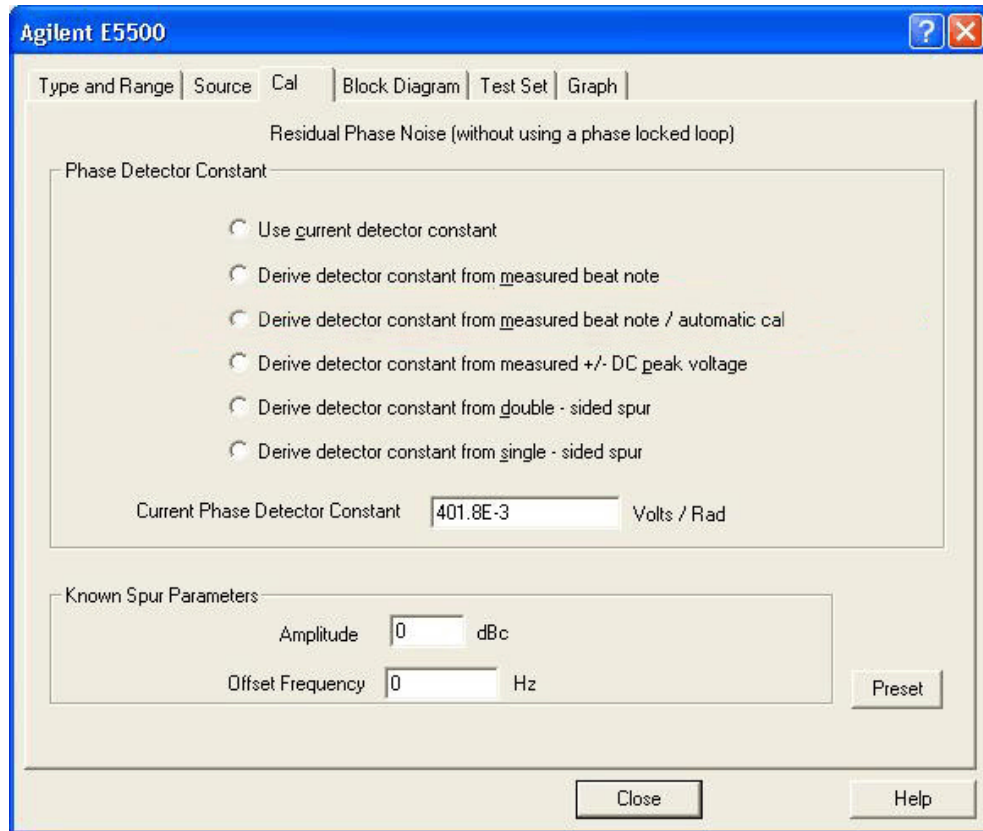 Agilent E5500
Type and Range Source Cal Block Diagram Test Set Graph
Residual Phase Noise (without using a phase locked loop)
Phase Detector Constant
Use current detector constant
Derive detector constant from measured beat note
Derive detector constant from measured beat note / automatic cal
Derive detector constant from measured +/- DC peak voltage
Derive detector constant from double - sided spur
Derive detector constant from single - sided spur
Current Phase Detector Constant 401.8E-3 Volts / Rad
Known Spur Parameters
Amplitude 0 dBc
Offset Frequency 0 Hz
Preset
Close Help